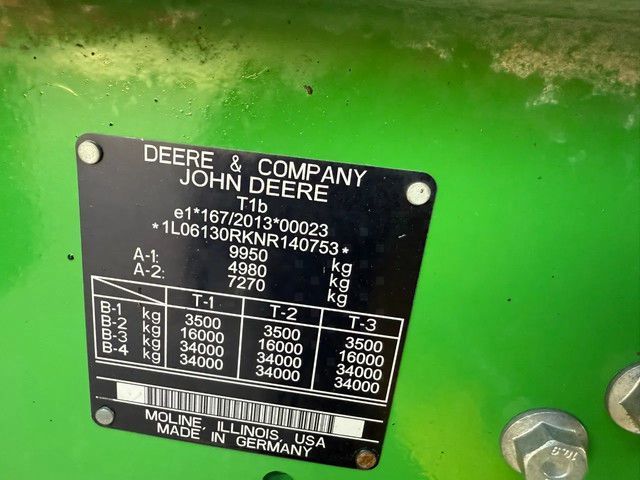 DEERE & COMPANY
JOHN DEERE
T1b
e1*167/2013*00023
*1L06130RKNR140753*
9950 kg
A-1: 4980 kg
A-2: 7270 kg
T-1 T-2 T-3
B-1 kg 3500 3500 3500
B-2 kg 16000 16000 16000
B-3 kg 34000 34000 34000
B-4 kg 34000 34000 34000
MOLINE, ILLINOIS, USA
MADE IN GERMANY
10.9